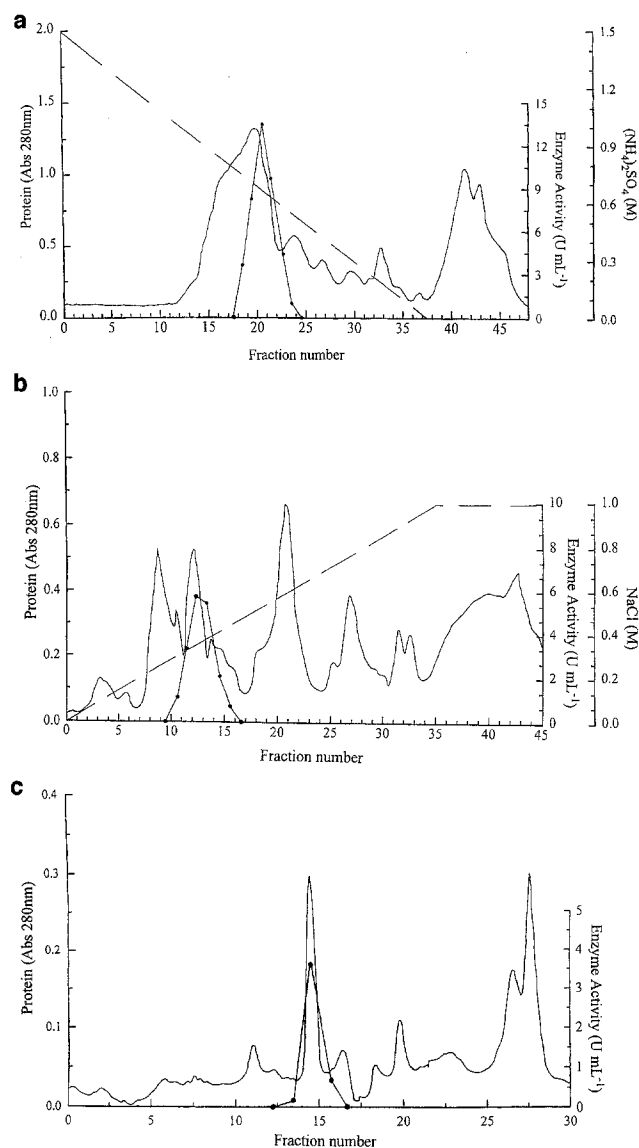 a
2.0
1.5
1.0
0.5
0.0
Protein (Abs 280nm)
0 5 10 15 20 25 30 35 40 45
Fraction number
15
12
9
6
3
0
Enzyme Activity (U mL-1)
1.5
1.2
0.9
0.6
0.3
0.0
(NH4)2SO4 (M)
b
1.0
0.8
0.6
0.4
0.2
0.0
Protein (Abs 280nm)
0 5 10 15 20 25 30 35 40 45
Fraction number
10
8
6
4
2
0
Enzyme Activity (U mL-1)
1.0
0.8
0.6
0.4
0.2
0.0
NaCl (M)
c
0.4
0.3
0.2
0.1
0.0
Protein (Abs 280nm)
0 5 10 15 20 25 30
Fraction number
5
4
3
2
1
0
Enzyme Activity (U mL-1)